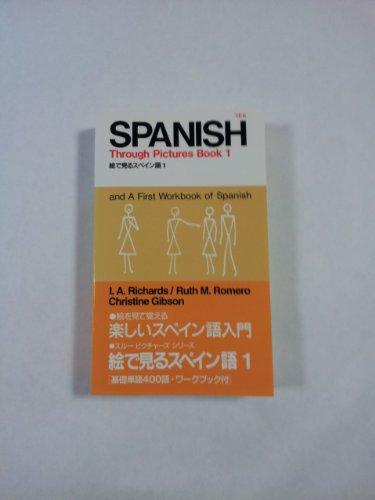 SPANISH
Through Pictures Book 1
絵で見るスペイン語 1
and A First Workbook of Spanish
I. A. Richards / Ruth M. Romero
Christine Gibson
●絵を見て覚える
楽しいスペイン語入門
●スルー ピクチャーズ シリーズ
絵で見るスペイン語 1
[基礎単語400語・ワークブック付]